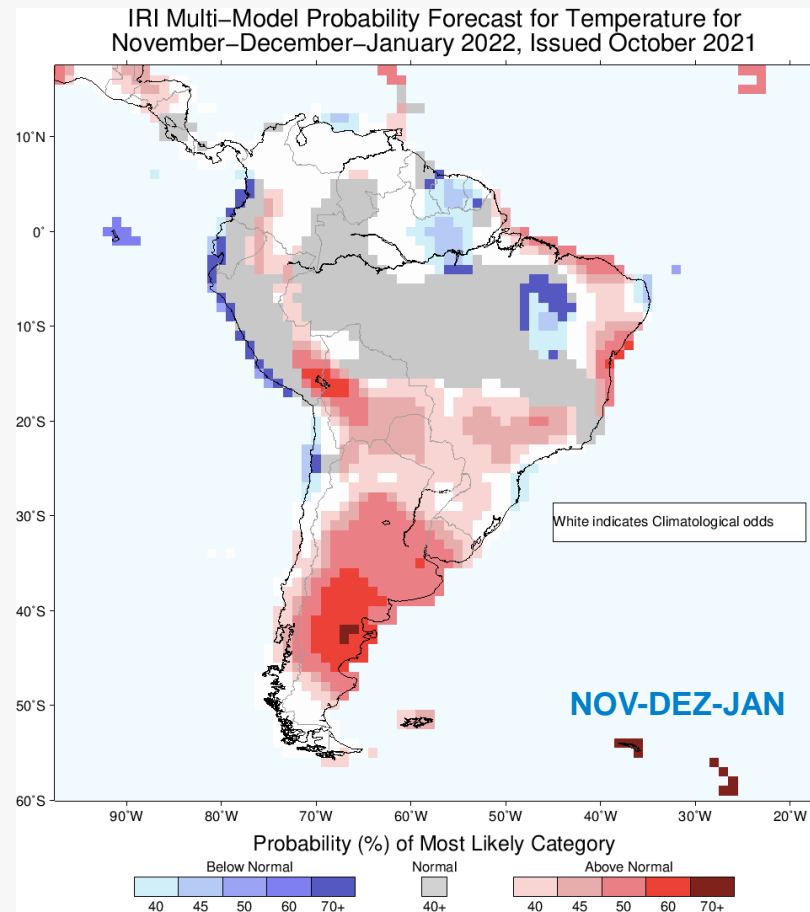 IRI Multi−Model Probability Forecast for Temperature for
November−December−January 2022, Issued October 2021
10˚N
0˚
10˚S
20˚S
30˚S
White indicates Climatological odds
40˚S
50˚S
NOV-DEZ-JAN
60˚S
90˚W 80˚W 70˚W 60˚W 50˚W 40˚W 30˚W 20˚W
Probability (%) of Most Likely Category
Below Normal Normal Above Normal
40 45 50 60 70+ 40+ 40 45 50 60 70+